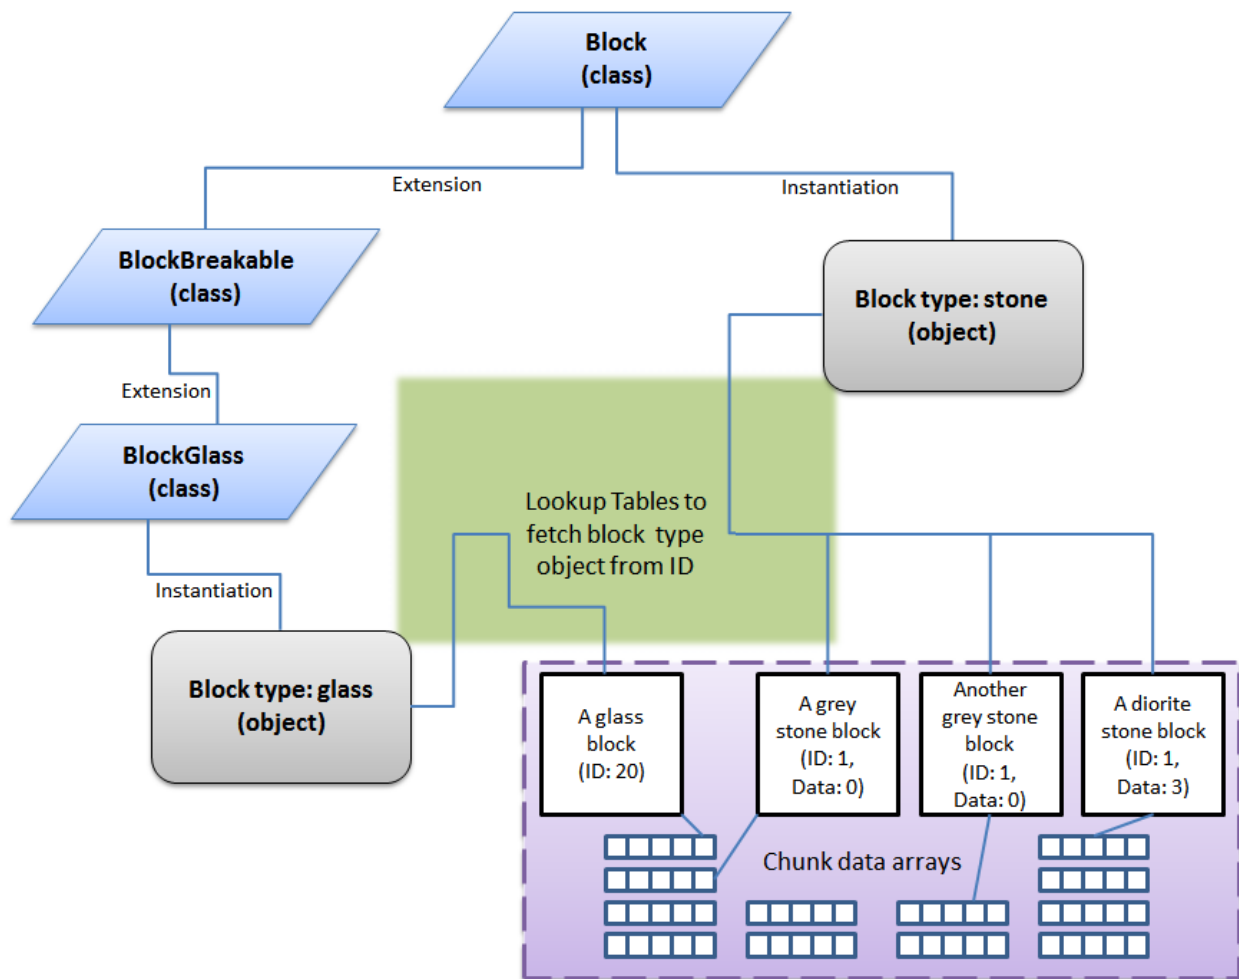 Block
(class)
Extension
Instantiation
BlockBreakable
(class)
Block type: stone
(object)
Extension
BlockGlass
(class)
Lookup Tables to
fetch block type
object from ID
Instantiation
Block type: glass
(object)
A glass
block
(ID: 20)
A grey
stone block
(ID: 1,
Data: 0)
Another
grey stone
block
(ID: 1,
Data: 0)
A diorite
stone block
(ID: 1,
Data: 3)
Chunk data arrays